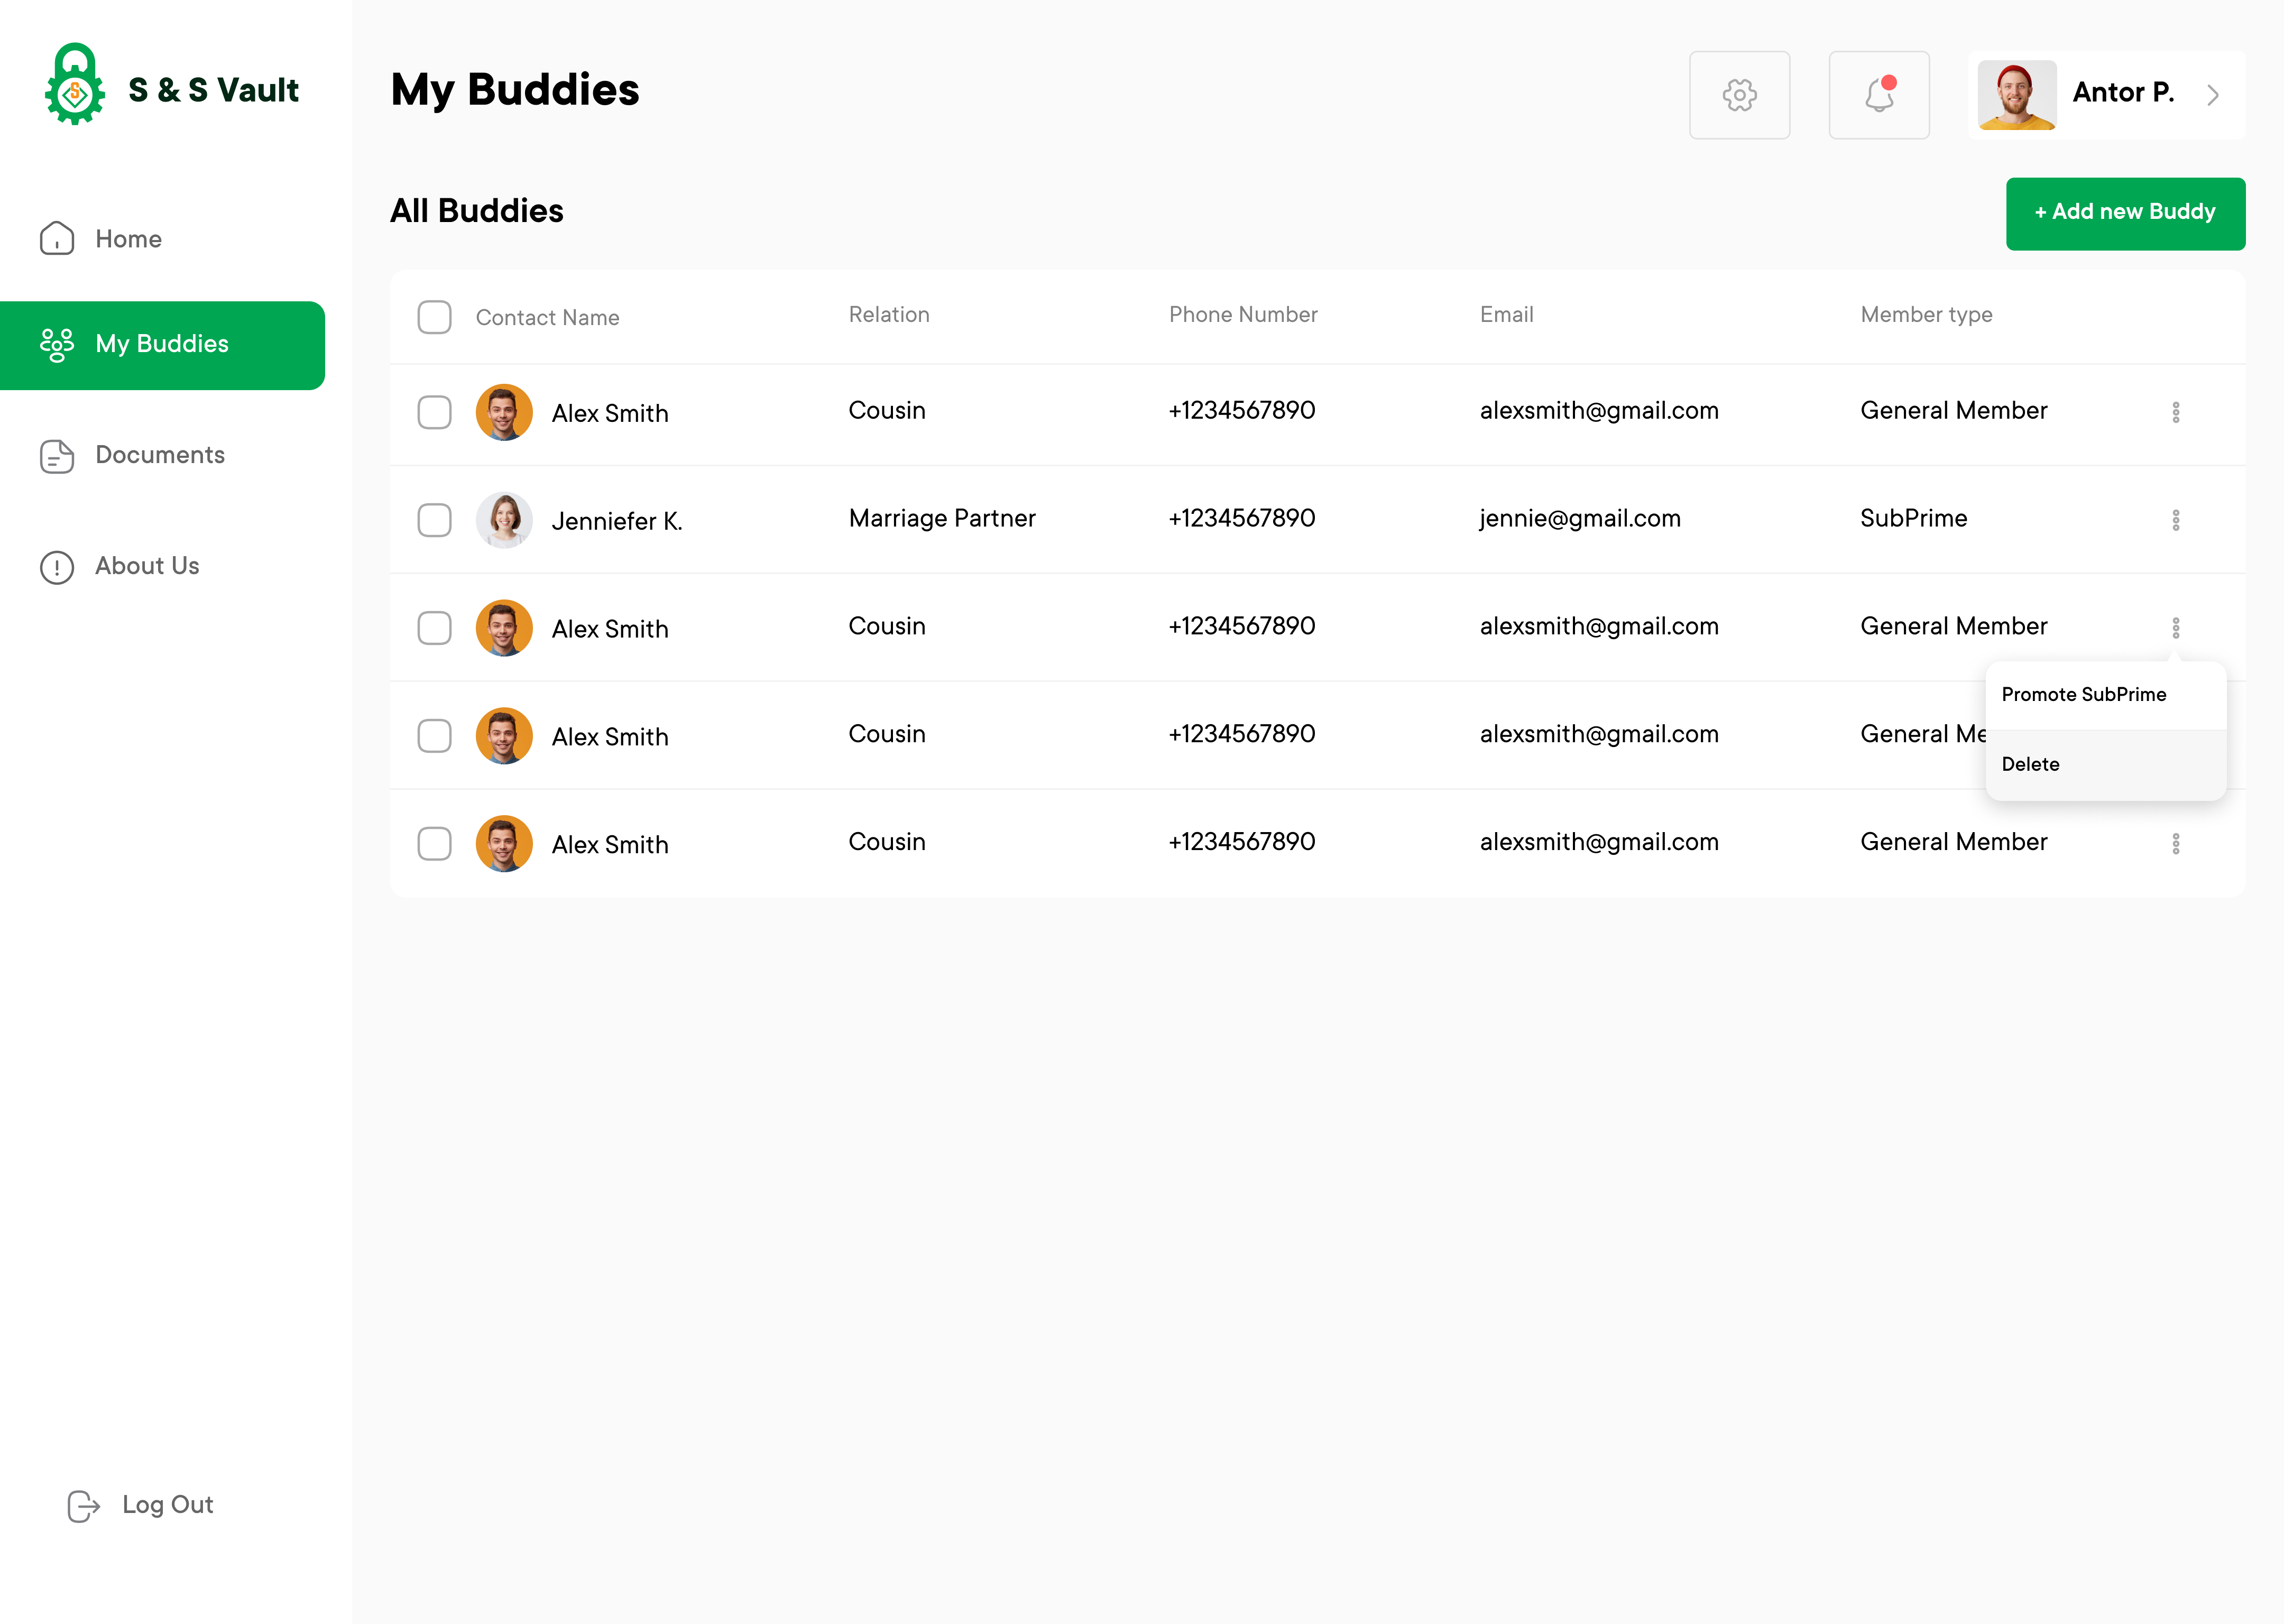 S & S Vault
My Buddies
Antor P.
Home
My Buddies
Documents
About Us
Log Out
All Buddies
+ Add new Buddy
Contact Name Relation Phone Number Email Member type
Alex Smith Cousin +1234567890 alexsmith@gmail.com General Member
Jenniefer K. Marriage Partner +1234567890 jennie@gmail.com SubPrime
Alex Smith Cousin +1234567890 alexsmith@gmail.com General Member
Promote SubPrime
Alex Smith Cousin +1234567890 alexsmith@gmail.com General Me
Delete
Alex Smith Cousin +1234567890 alexsmith@gmail.com General Member